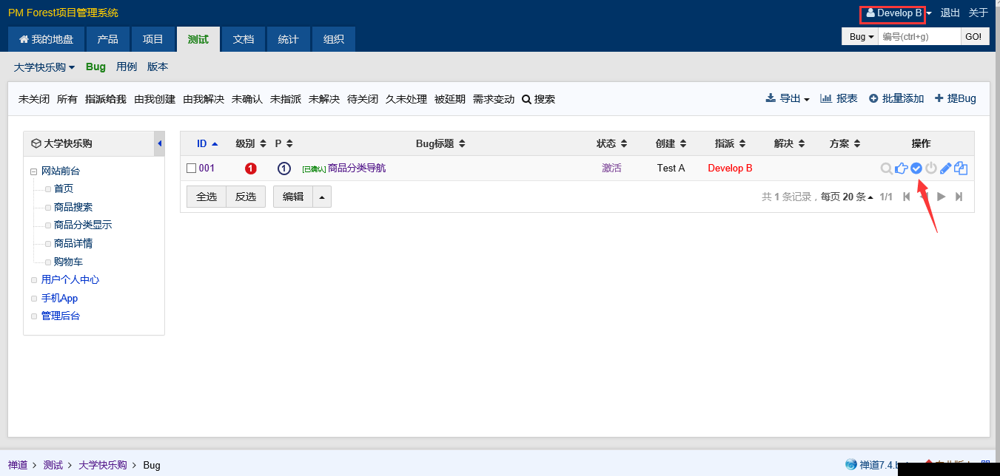 PM Forest项目管理系统
Develop B 退出 关于
我的地盘 产品 项目 测试 文档 统计 组织
Bug 编号(ctrl+g) GO!
大学快乐购 Bug 用例 版本
未关闭 所有 指派给我 由我创建 由我解决 未确认 未指派 未解决 待关闭 久未处理 被延期 需求变动 搜索
导出 报表 批量添加 提Bug
大学快乐购
网站前台
首页
商品搜索
商品分类显示
商品详情
购物车
用户个人中心
手机App
管理后台
ID 级别 P Bug标题 状态 创建 指派 解决 方案 操作
001 1 1 [已确认] 商品分类导航 激活 Test A Develop B
全选 反选 编辑
共 1 条记录，每页 20 条 1/1
禅道 > 测试 > 大学快乐购 > Bug
禅道7.4.